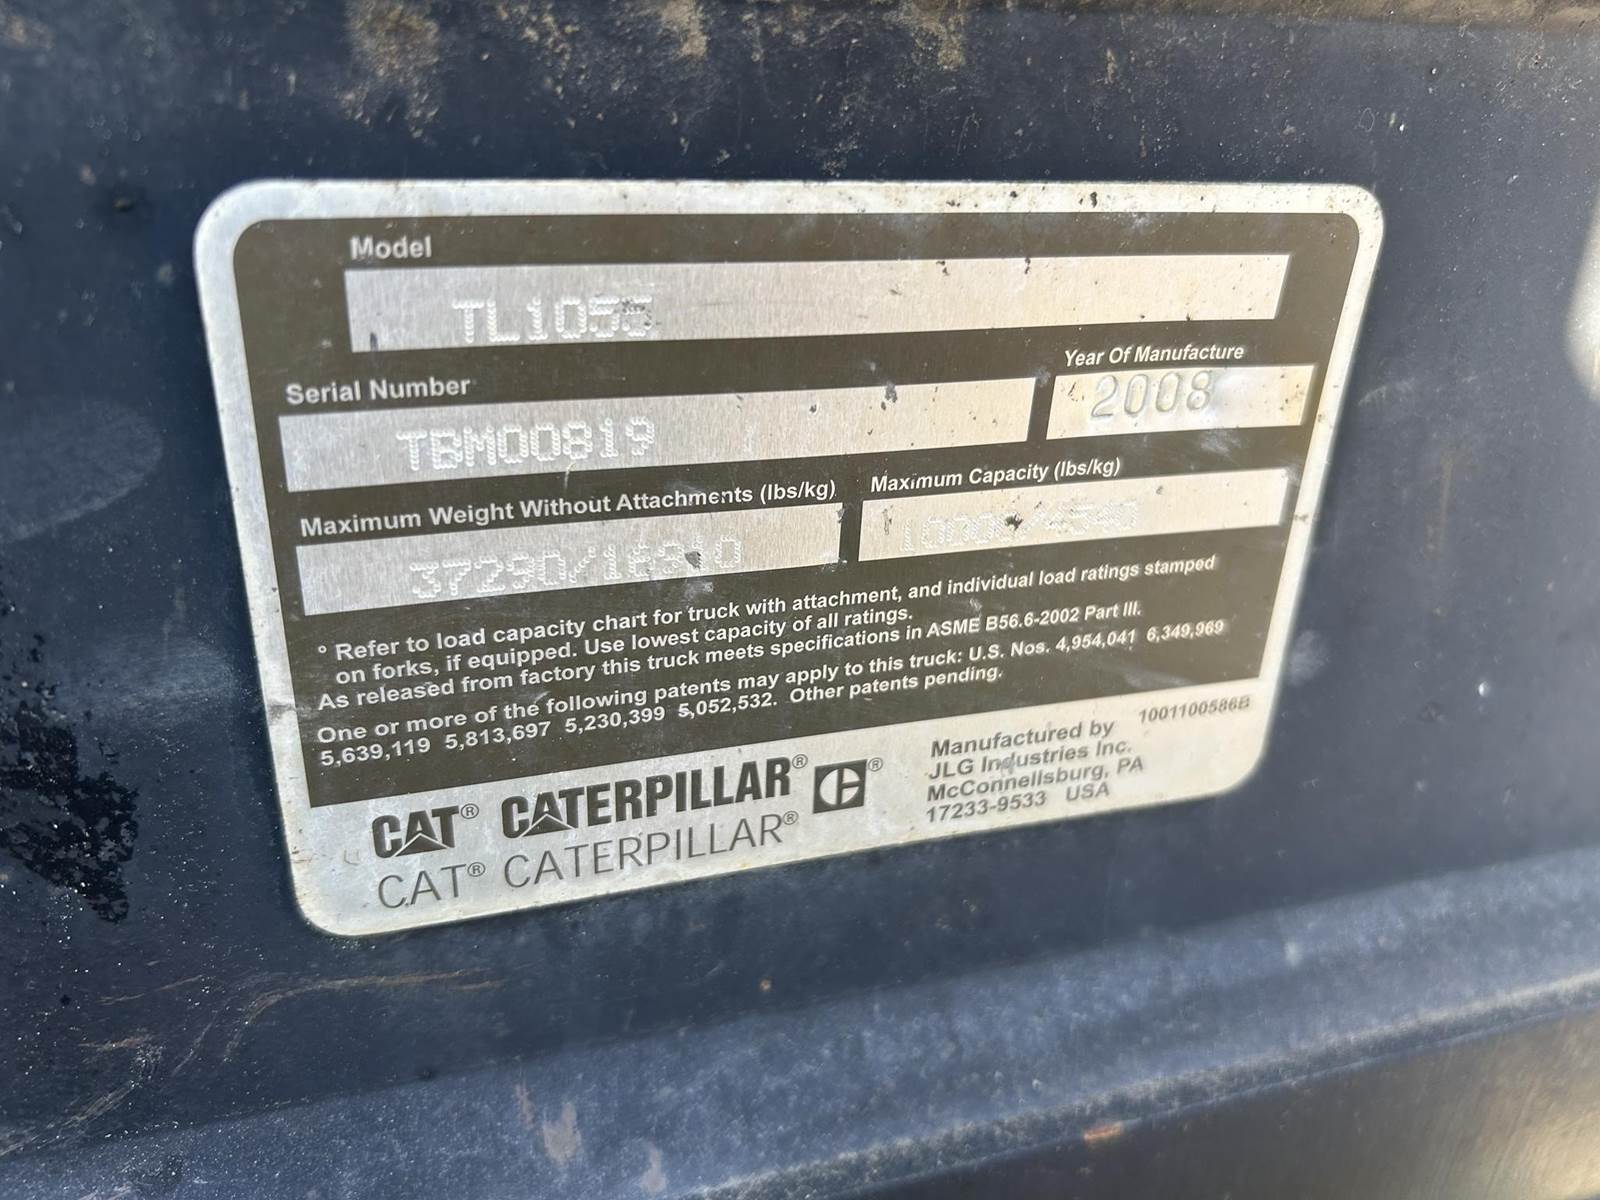 Model
TL1055
Serial Number
Year Of Manufacture
TBM00819
2008
Maximum Weight Without Attachments (lbs/kg)
Maximum Capacity (lbs/kg)
37290/16910
10000/4540
° Refer to load capacity chart for truck with attachment, and individual load ratings stamped
on forks, if equipped. Use lowest capacity of all ratings.
As released from factory this truck meets specifications in ASME B56.6-2002 Part III.
One or more of the following patents may apply to this truck: U.S. Nos. 4,954,041 6,349,969
5,639,119 5,813,697 5,230,399 5,052,532. Other patents pending.
CAT® CATERPILLAR® ®
CAT® CATERPILLAR®
Manufactured by
JLG Industries Inc.
McConnellsburg, PA
17233-9533 USA
1001100586B